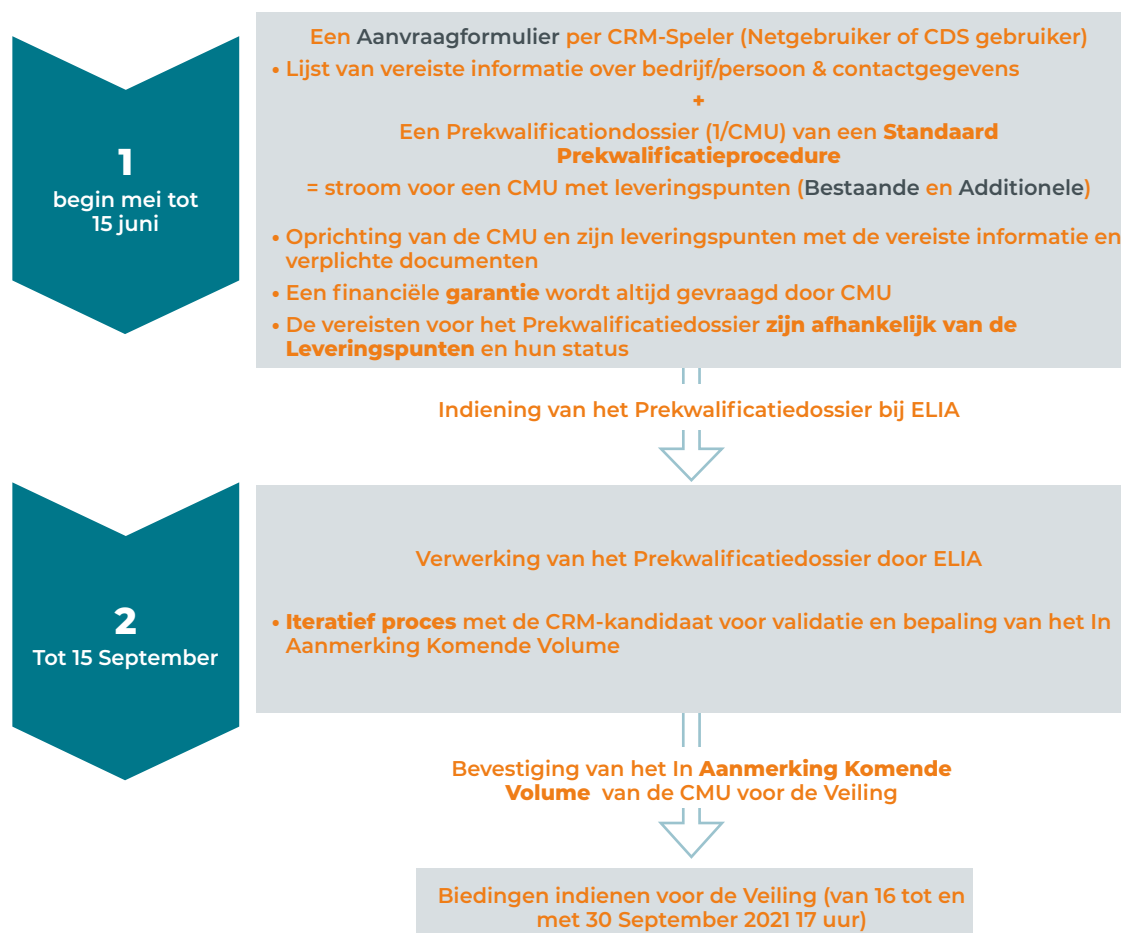 1
begin mei tot
15 juni
Een Aanvraagformulier per CRM-Speler (Netgebruiker of CDS gebruiker)
• Lijst van vereiste informatie over bedrijf/persoon & contactgegevens
+
Een Prekwalificationdossier (1/CMU) van een Standaard
Prekwalificatieprocedure
= stroom voor een CMU met leveringspunten (Bestaande en Additionele)
• Oprichting van de CMU en zijn leveringspunten met de vereiste informatie en
verplichte documenten
• Een financiële garantie wordt altijd gevraagd door CMU
• De vereisten voor het Prekwalificatiedossier zijn afhankelijk van de
Leveringspunten en hun status
Indiening van het Prekwalificatiedossier bij ELIA
2
Tot 15 September
Verwerking van het Prekwalificatiedossier door ELIA
• Iteratief proces met de CRM-kandidaat voor validatie en bepaling van het In
Aanmerking Komende Volume
Bevestiging van het In Aanmerking Komende
Volume van de CMU voor de Veiling
Biedingen indienen voor de Veiling (van 16 tot en
met 30 September 2021 17 uur)